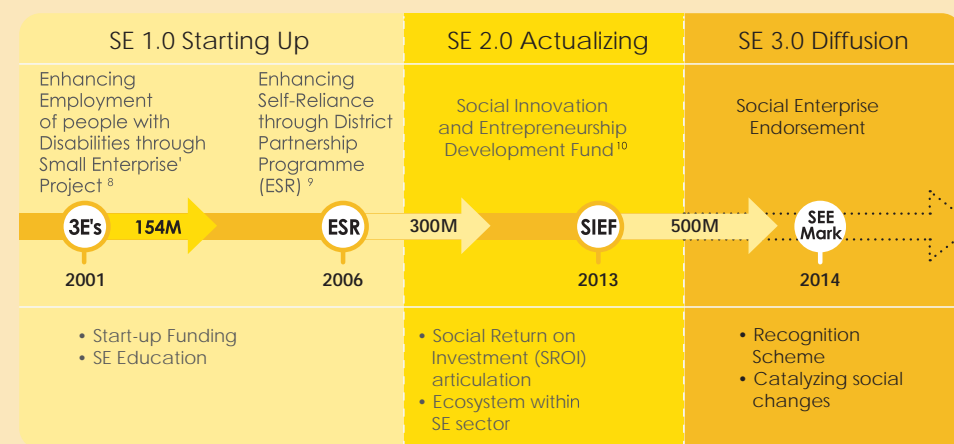 SE 1.0 Starting Up
SE 2.0 Actualizing
SE 3.0 Diffusion
Enhancing
Employment
of people with
Disabilities through
Small Enterprise'
Project 8
Enhancing
Self-Reliance
through District
Partnership
Programme
(ESR) 9
Social Innovation
and Entrepreneurship
Development Fund 10
Social Enterprise
Endorsement
3E's
154M
ESR
300M
SIEF
500M
SEE
Mark
2001
2006
2013
2014
• Start-up Funding
• SE Education
• Social Return on
Investment (SROI)
articulation
• Ecosystem within
SE sector
• Recognition
Scheme
• Catalyzing social
changes